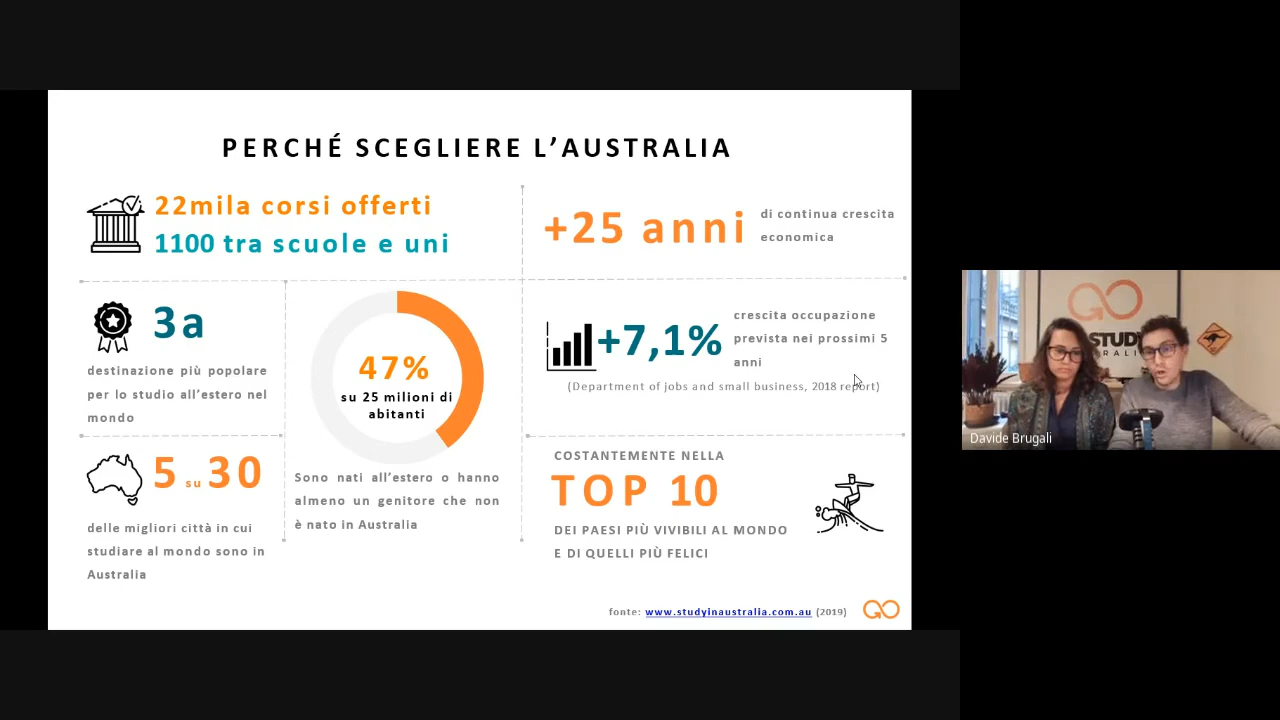 PERCHÉ SCEGLIERE L'AUSTRALIA
22mila corsi offerti
1100 tra scuole e uni
+25 anni
di continua crescita
economica
3a
destinazione più popolare
per lo studio all'estero nel
mondo
47%
su 25 milioni di
abitanti
Sono nati all'estero o hanno
almeno un genitore che non
è nato in Australia
+7,1%
crescita occupazione
prevista nei prossimi 5
anni
(Department of jobs and small business, 2018 report)
5 su 30
delle migliori città in cui
studiare al mondo sono in
Australia
COSTANTEMENTE NELLA
TOP 10
DEI PAESI PIÙ VIVIBILI AL MONDO
E DI QUELLI PIÙ FELICI
fonte: www.studyinaustralia.com.au (2019)
STUDY
Davide Brugali